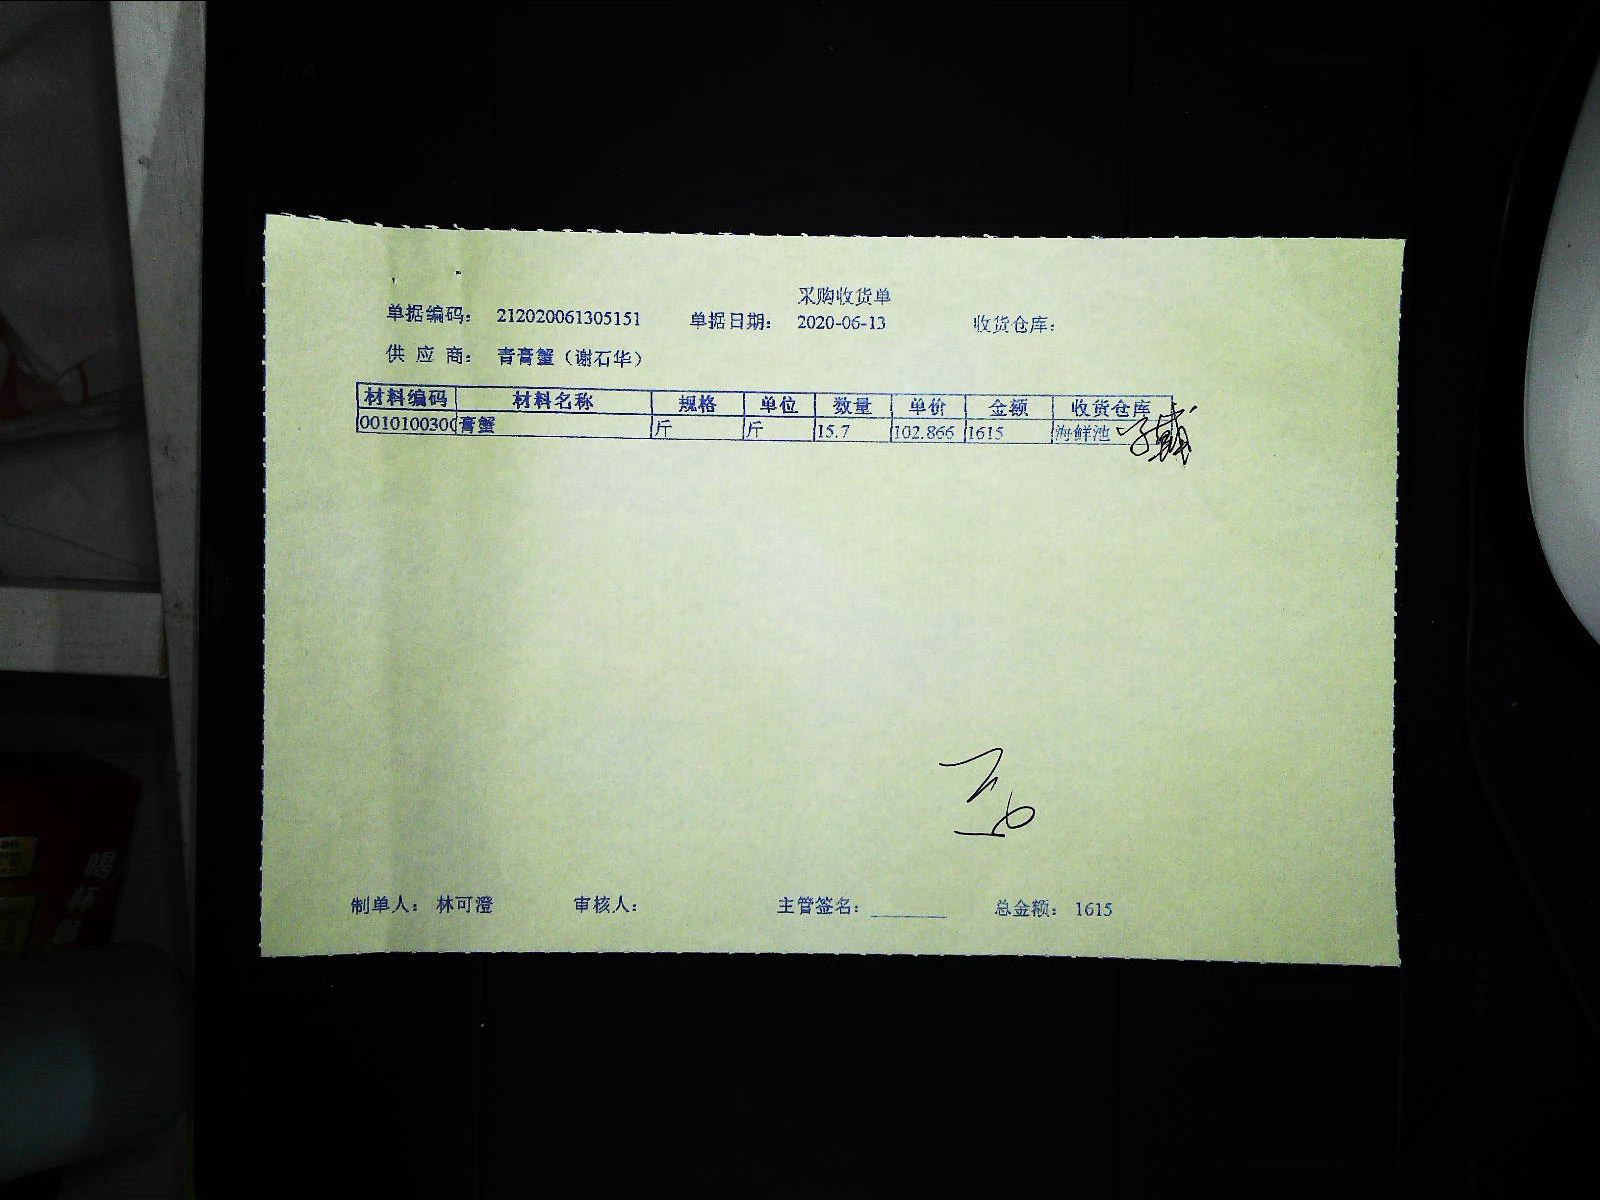 采购收货单
单据编码： 212020061305151 单据日期： 2020-06-13 收货仓库：
供 应 商： 青膏蟹（谢石华）
材料编码 材料名称 规格 单位 数量 单价 金额 收货仓库
0010100300 膏蟹 斤 斤 15.7 102.866 1615 海鲜池
制单人： 林可澄 审核人： 主管签名： 总金额： 1615
喝
杯